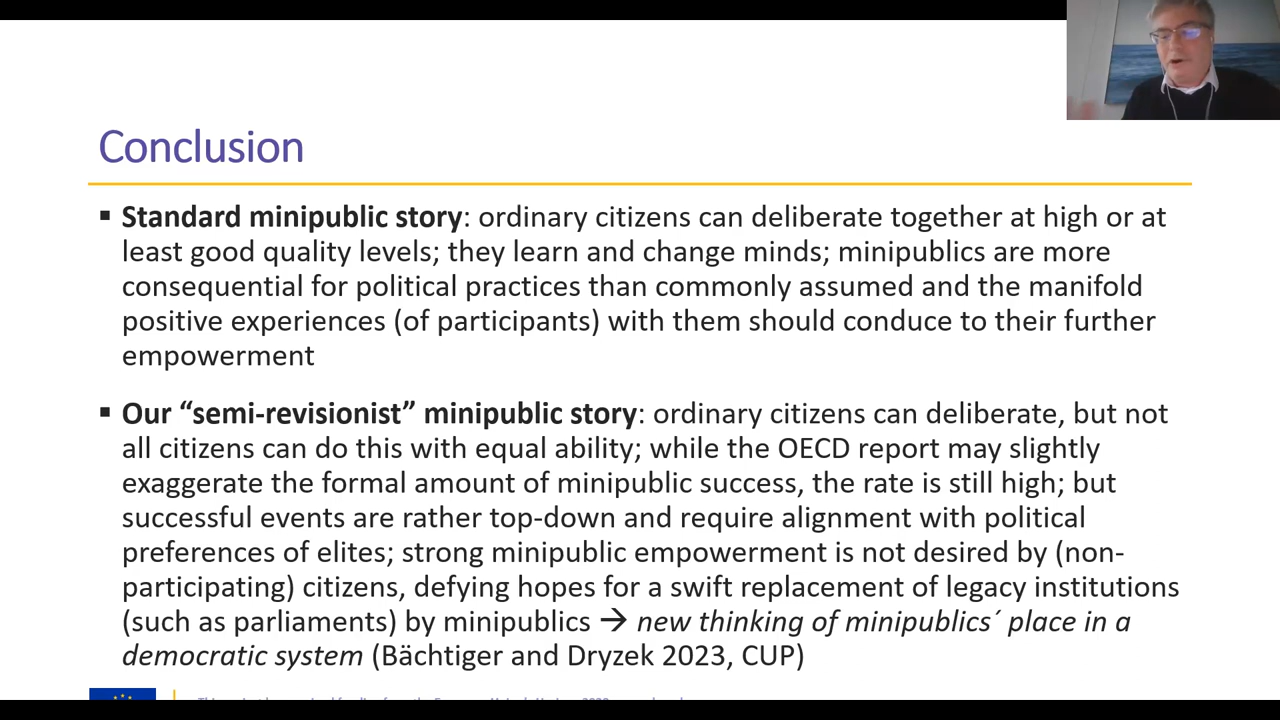 Conclusion
▪ Standard minipublic story: ordinary citizens can deliberate together at high or at
least good quality levels; they learn and change minds; minipublics are more
consequential for political practices than commonly assumed and the manifold
positive experiences (of participants) with them should conduce to their further
empowerment
▪ Our “semi-revisionist” minipublic story: ordinary citizens can deliberate, but not
all citizens can do this with equal ability; while the OECD report may slightly
exaggerate the formal amount of minipublic success, the rate is still high; but
successful events are rather top-down and require alignment with political
preferences of elites; strong minipublic empowerment is not desired by (non-
participating) citizens, defying hopes for a swift replacement of legacy institutions
(such as parliaments) by minipublics → new thinking of minipublics´ place in a
democratic system (Bächtiger and Dryzek 2023, CUP)